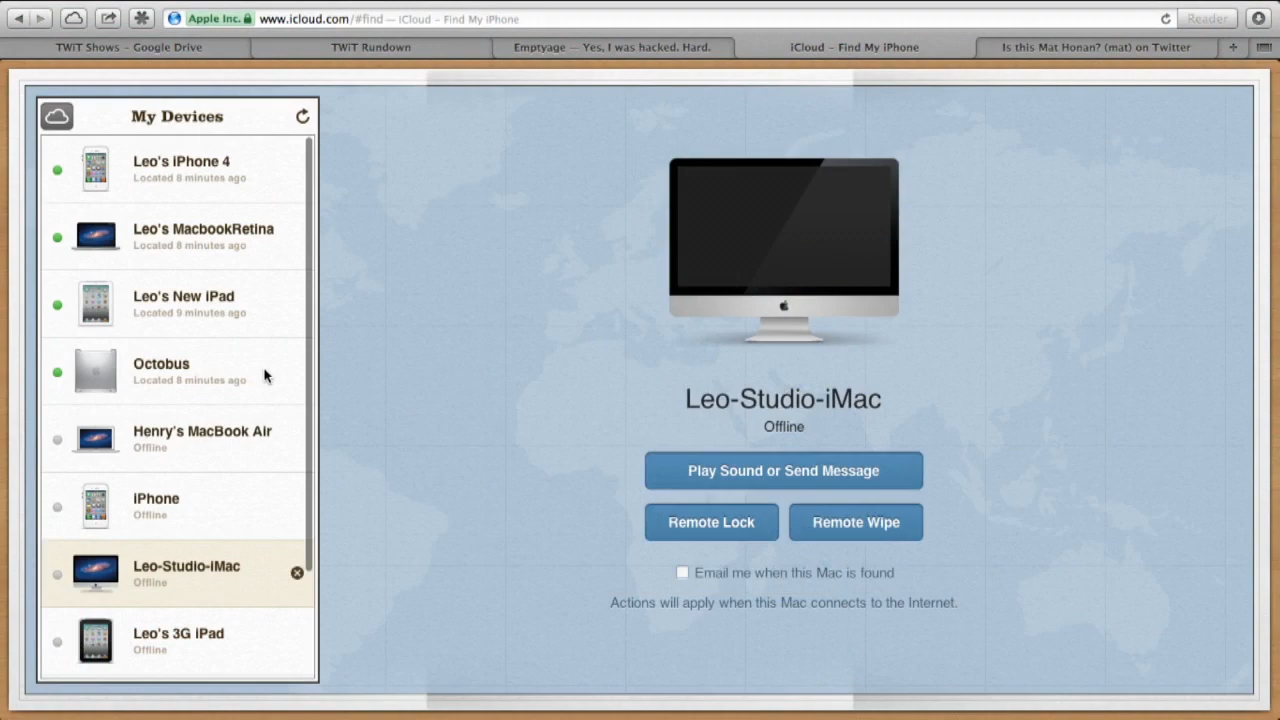 Apple Inc. www.icloud.com/#find — iCloud – Find My iPhone
Reader
TWiT Shows – Google Drive
TWiT Rundown
Emptyage — Yes, I was hacked. Hard.
iCloud – Find My iPhone
Is this Mat Honan? (mat) on Twitter
My Devices
Leo's iPhone 4
Located 8 minutes ago
Leo's MacbookRetina
Located 8 minutes ago
Leo's New iPad
Located 9 minutes ago
Octobus
Located 8 minutes ago
Henry's MacBook Air
Offline
iPhone
Offline
Leo-Studio-iMac
Offline
Leo's 3G iPad
Offline
Leo-Studio-iMac
Offline
Play Sound or Send Message
Remote Lock
Remote Wipe
Email me when this Mac is found
Actions will apply when this Mac connects to the Internet.